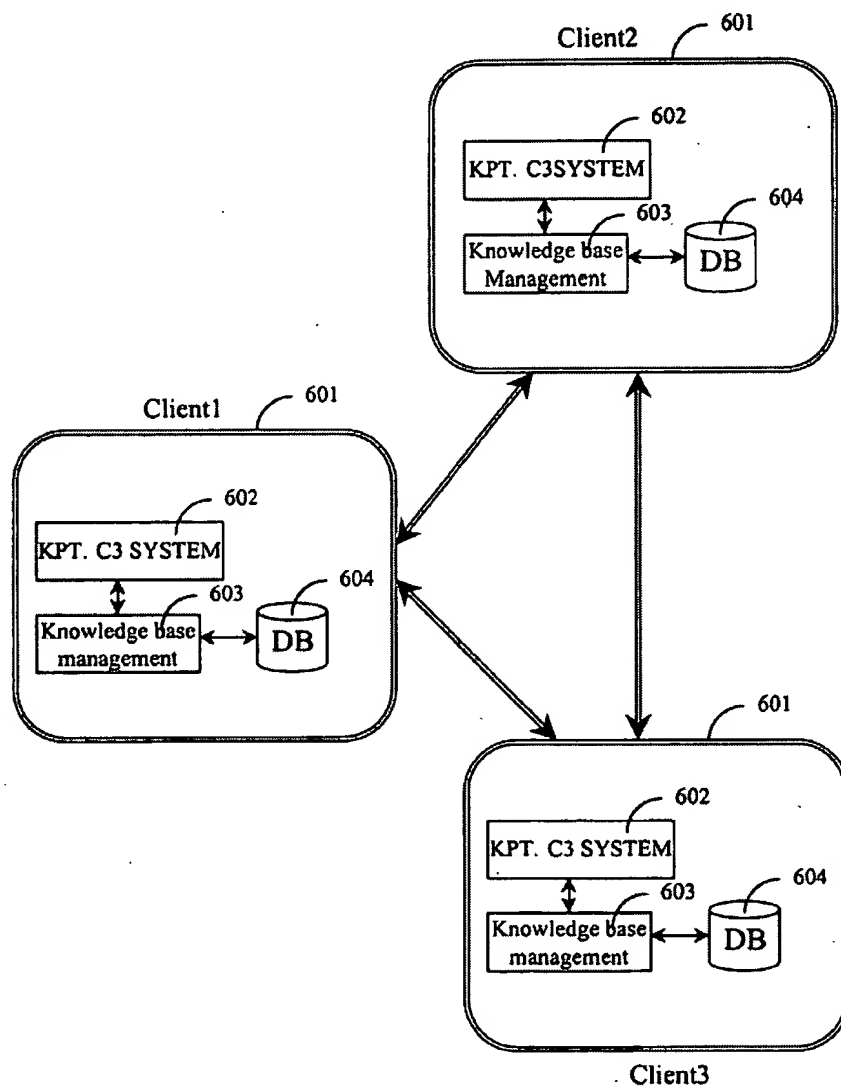 Client2
601
602
KPT. C3SYSTEM
603
604
Knowledge base
Management
DB
Client1
601
602
KPT. C3 SYSTEM
603
604
Knowledge base
management
DB
601
602
KPT. C3 SYSTEM
603
604
Knowledge base
management
DB
Client3